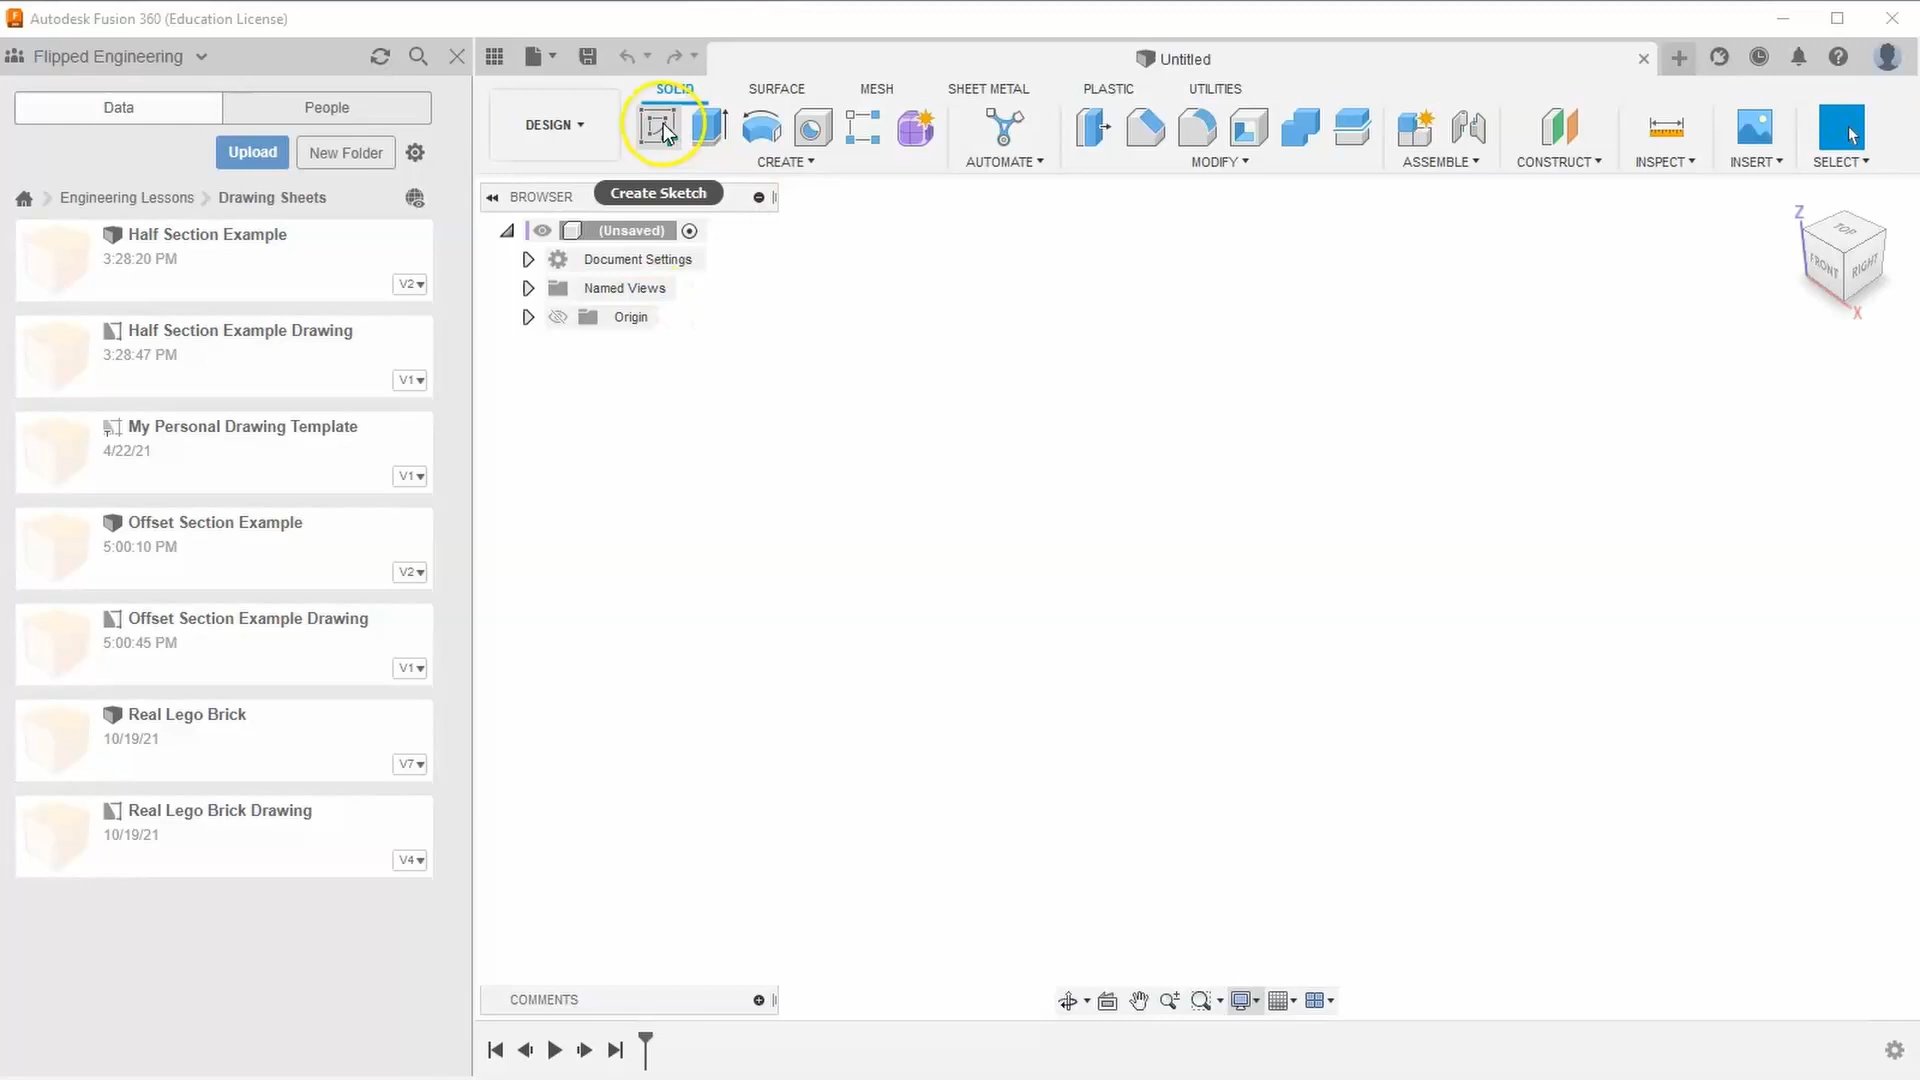 Autodesk Fusion 360 (Education License)
Flipped Engineering
Untitled
Data
People
Upload
New Folder
Engineering Lessons
Drawing Sheets
Half Section Example
3:28:20 PM
V2
Half Section Example Drawing
3:28:47 PM
V1
My Personal Drawing Template
4/22/21
V1
Offset Section Example
5:00:10 PM
V2
Offset Section Example Drawing
5:00:45 PM
V1
Real Lego Brick
10/19/21
V7
Real Lego Brick Drawing
10/19/21
V4
DESIGN
SOLID
SURFACE
MESH
SHEET METAL
PLASTIC
UTILITIES
CREATE
AUTOMATE
MODIFY
ASSEMBLE
CONSTRUCT
INSPECT
INSERT
SELECT
Create Sketch
BROWSER
(Unsaved)
Document Settings
Named Views
Origin
Z
TOP
FRONT
RIGHT
X
COMMENTS